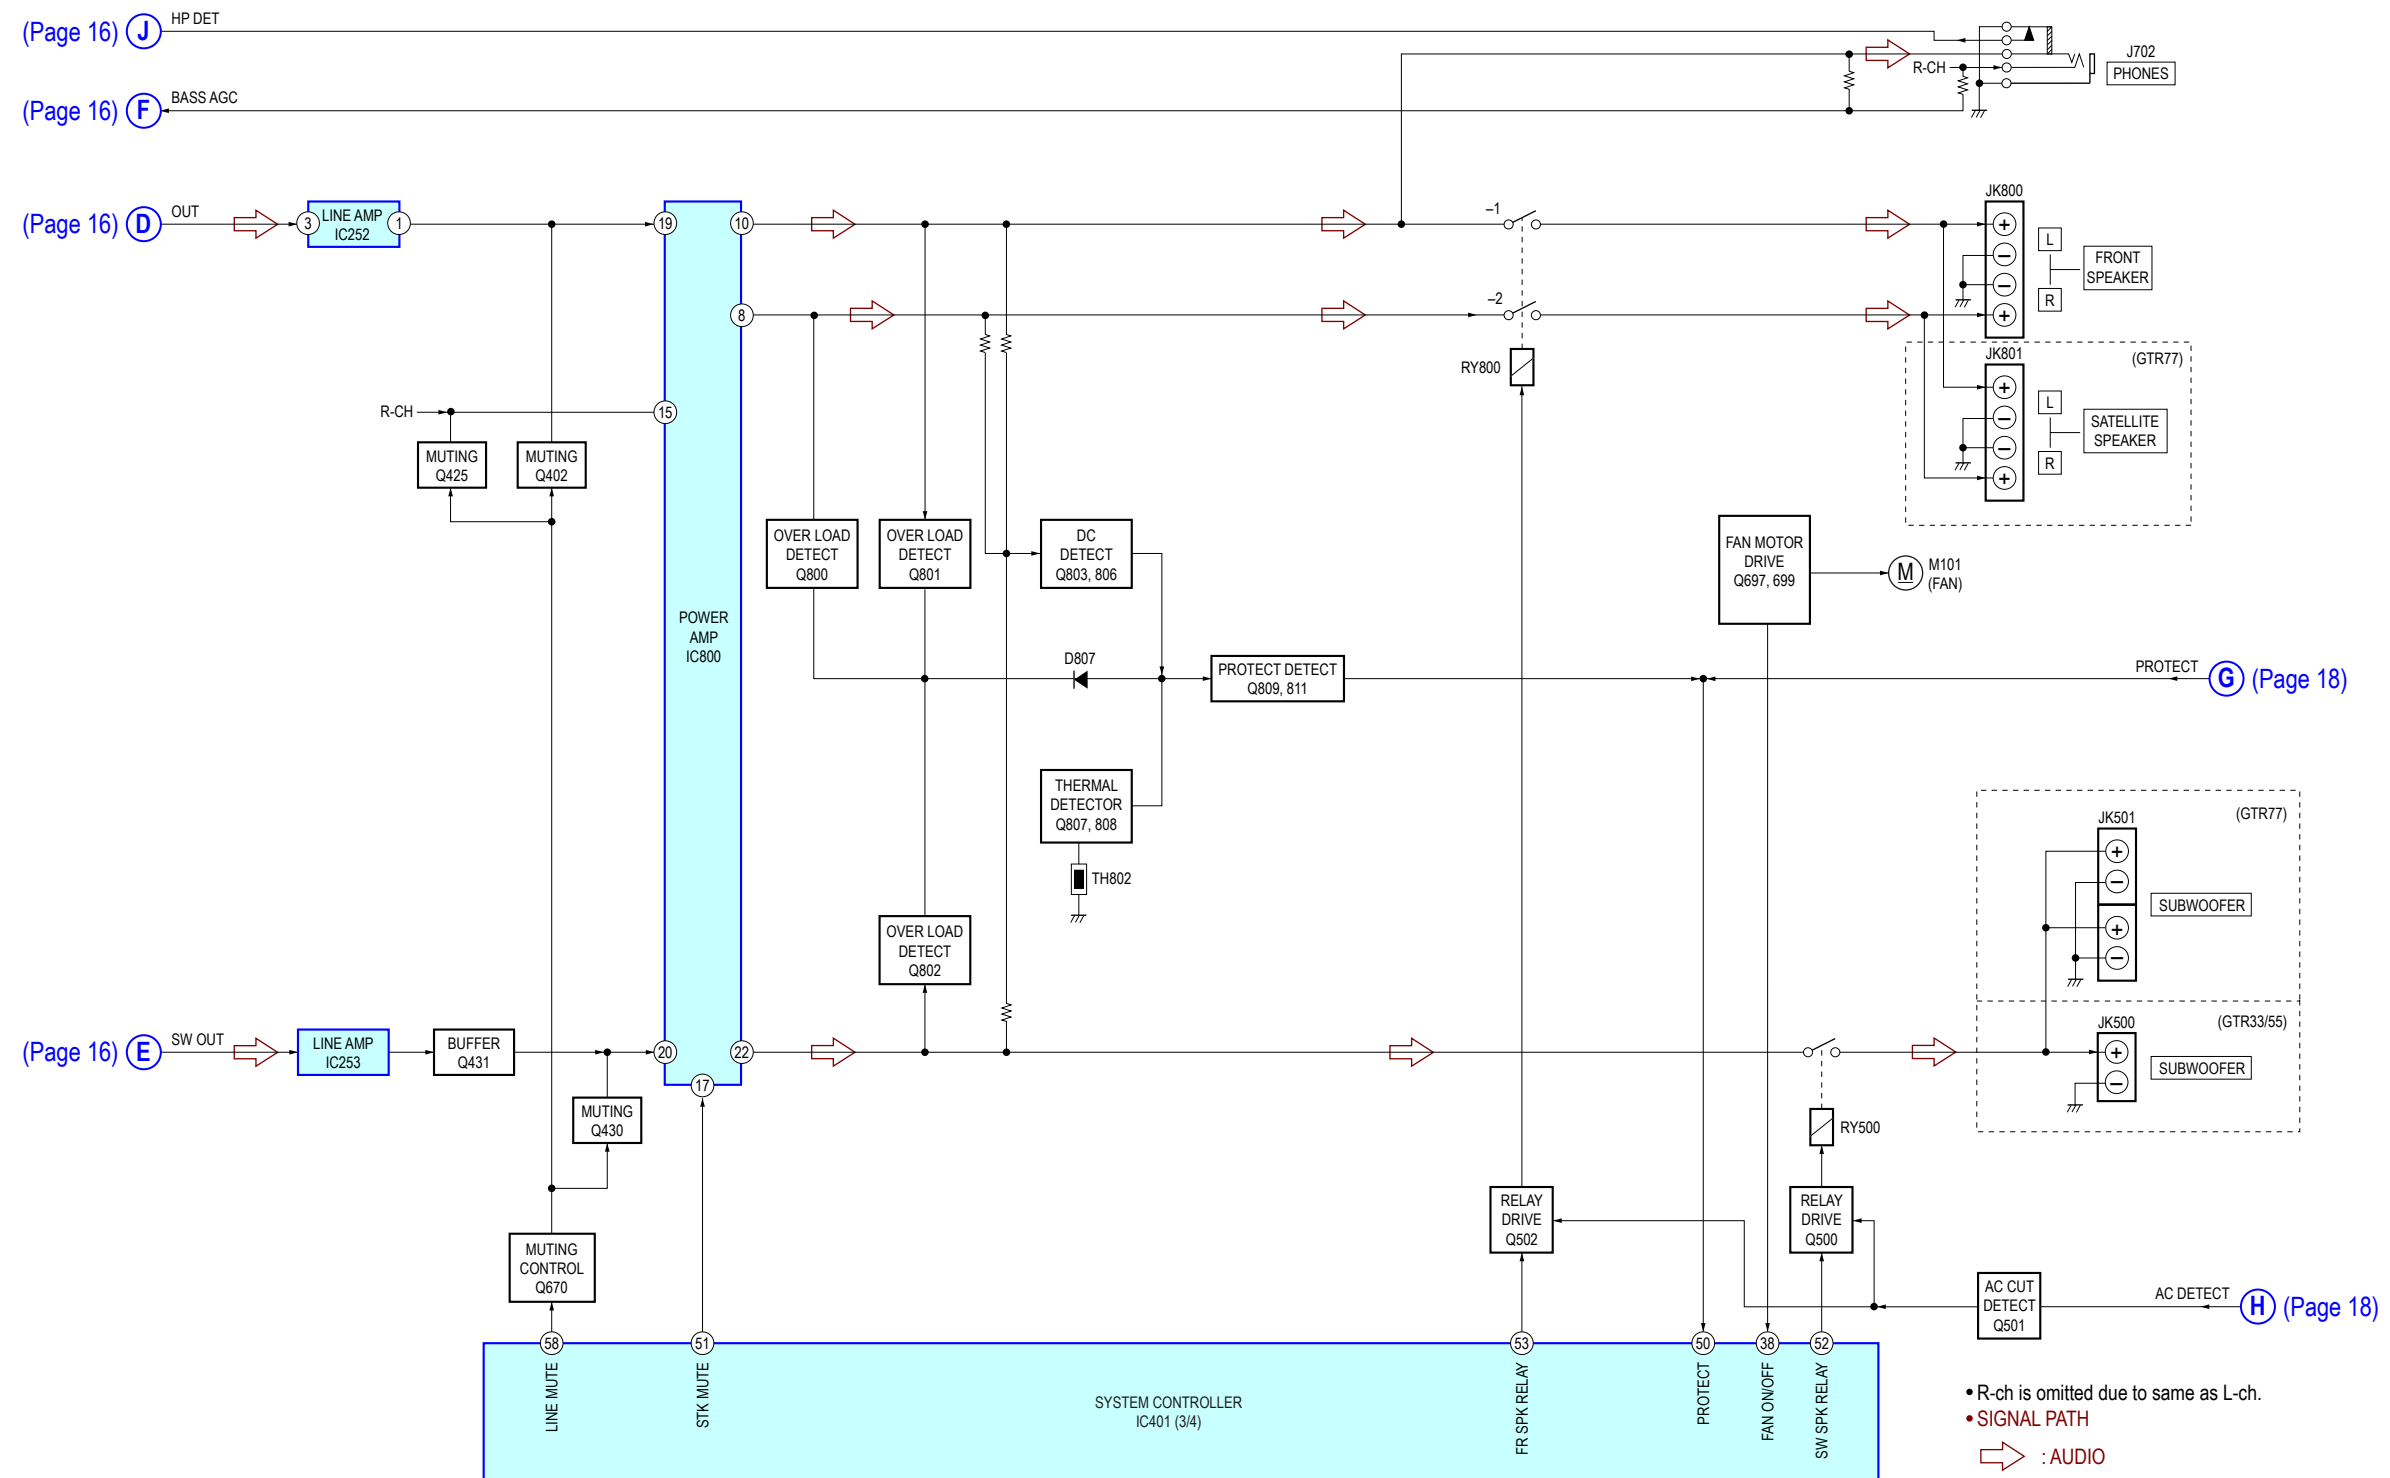 (Page 16) J HP DET
J702
R-CH
PHONES
(Page 16) F BASS AGC
(Page 16) D OUT
3 LINE AMP 1
IC252
19
10
–1
JK800
+
−
−
+
L
R
FRONT
SPEAKER
8
–2
RY800
JK801
(GTR77)
+
−
−
+
L
R
SATELLITE
SPEAKER
R-CH
15
MUTING
Q425
MUTING
Q402
POWER
AMP
IC800
OVER LOAD
DETECT
Q800
OVER LOAD
DETECT
Q801
DC
DETECT
Q803, 806
FAN MOTOR
DRIVE
Q697, 699
M
M101
(FAN)
D807
PROTECT DETECT
Q809, 811
PROTECT
G (Page 18)
THERMAL
DETECTOR
Q807, 808
TH802
OVER LOAD
DETECT
Q802
(GTR77)
JK501
+
−
+
−
SUBWOOFER
(Page 16) E SW OUT
LINE AMP
IC253
BUFFER
Q431
20
22
17
JK500
(GTR33/55)
+
−
SUBWOOFER
MUTING
Q430
RY500
MUTING
CONTROL
Q670
RELAY
DRIVE
Q502
RELAY
DRIVE
Q500
AC CUT
DETECT
Q501
AC DETECT
H (Page 18)
58
51
53
50
38
52
LINE MUTE
STK MUTE
FR SPK RELAY
PROTECT
FAN ON/OFF
SW SPK RELAY
SYSTEM CONTROLLER
IC401 (3/4)
• R-ch is omitted due to same as L-ch.
• SIGNAL PATH
: AUDIO